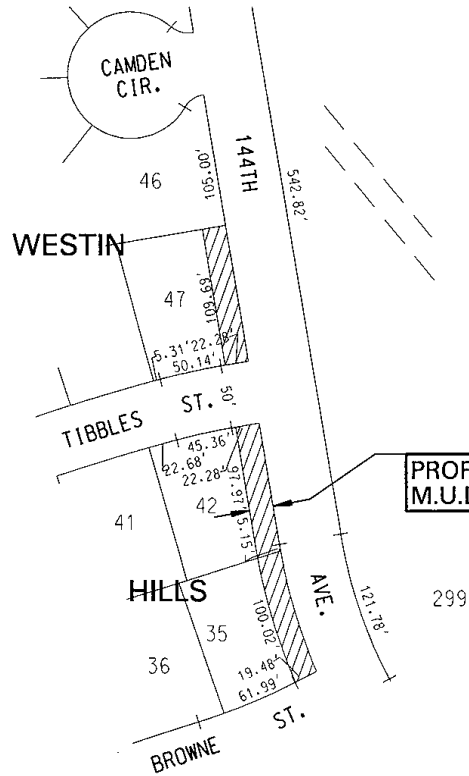 CAMDEN
CIR.
46
105.00'
144TH
542.82'
WESTIN
47
109.69'
5.31' 22.28'
50.14'
TIBBLES ST.
50'
45.36'
22.68'
22.28'
42
97.97'
5.15'
41
PROP
M.U.D
HILLS
AVE.
121.78'
299
35
100.02'
36
19.48'
61.99'
BROWNE ST.